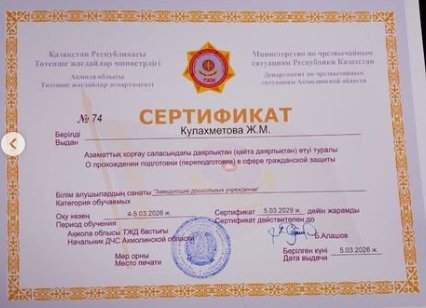 Қазақстан Республикасы
Төтенше жағдайлар министрлігі
Ақмола облысы
Төтенше жағдайлар департаменті
ТЖМ
Министерство по чрезвычайным
ситуациям Республики Казахстан
Департамент по чрезвычайным
ситуациям Акмолинской области
№ 74
СЕРТИФИКАТ
Берілді
Кулахметова Ж.М.
Выдан
Азаматтық қорғау саласындағы даярлықтан (қайта даярлықтан) өтуі туралы
О прохождении подготовки (переподготовки) в сфере гражданской защиты
Білім алушылардың санаты "Заведующие дошкольных учреждении"
Категория обучаемых
Оқу кезең 4-5.03.2026 ж. Сертификат 5.03.2029 ж. дейін жарамды
Период обучения Сертификат действителен до
Ақмола облысы ТЖД бастығы
Начальник ДЧС Акмолинской области Б.Алашов
Мөр орны Берілген күні 5.03.2026 ж.
Место печати Дата выдачи